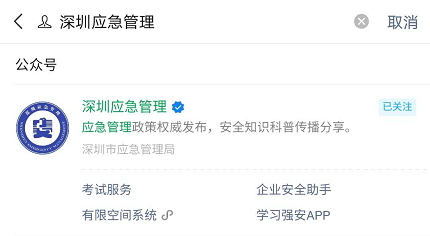 深圳应急管理 取消
公众号
深圳应急管理
已关注
应急管理政策权威发布，安全知识科普传播分享。
深圳市应急管理局
考试服务 企业安全助手
有限空间系统 学习强安APP